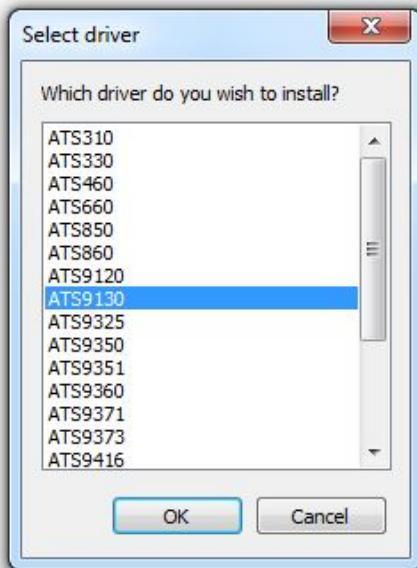 Select driver
Which driver do you wish to install?
ATS310
ATS330
ATS460
ATS660
ATS850
ATS860
ATS9120
ATS9130
ATS9325
ATS9350
ATS9351
ATS9360
ATS9371
ATS9373
ATS9416
OK
Cancel